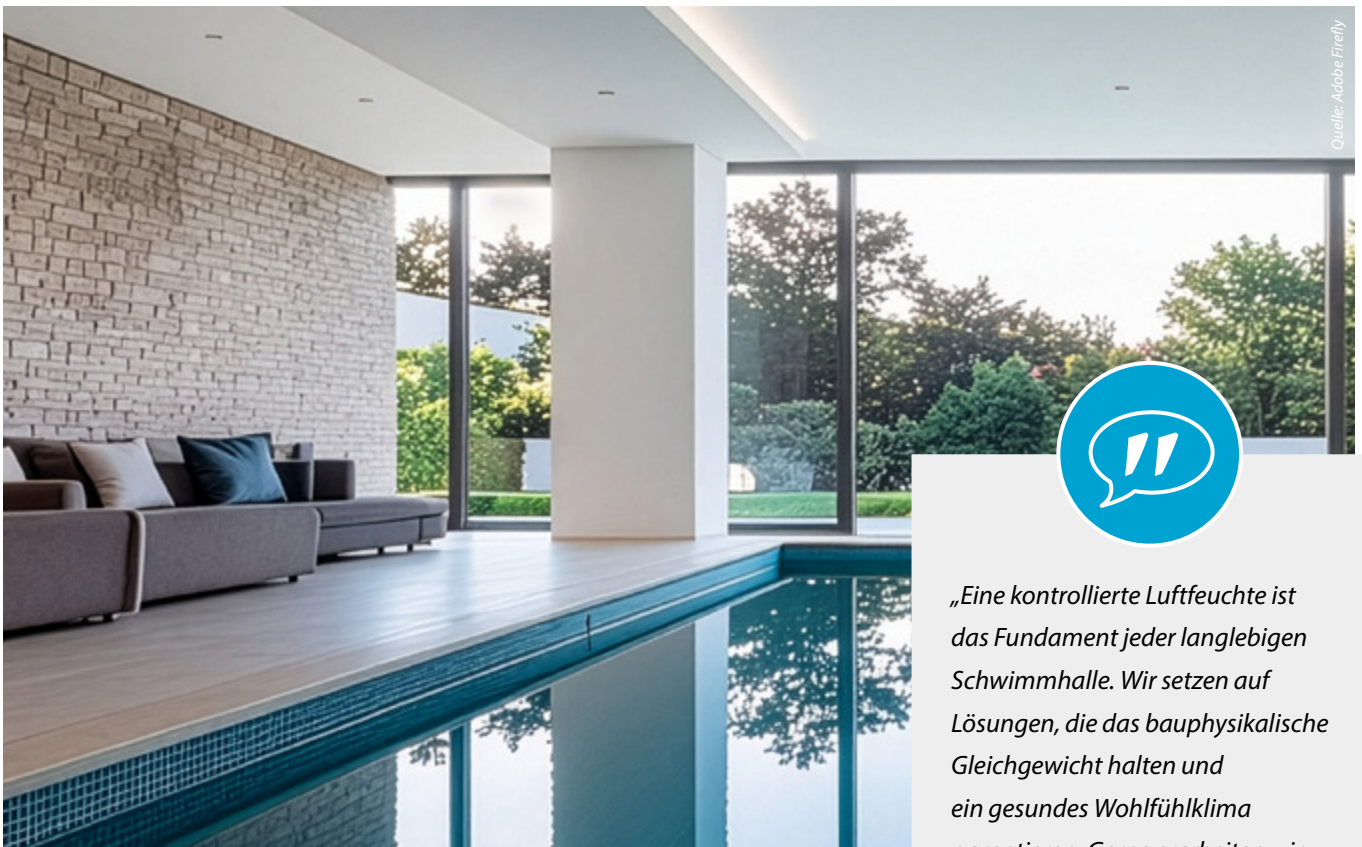 Quelle: Adobe Firefly
„Eine kontrollierte Luftfeuchte ist
das Fundament jeder langlebigen
Schwimmhalle. Wir setzen auf
Lösungen, die das bauphysikalische
Gleichgewicht halten und
ein gesundes Wohlfühlklima